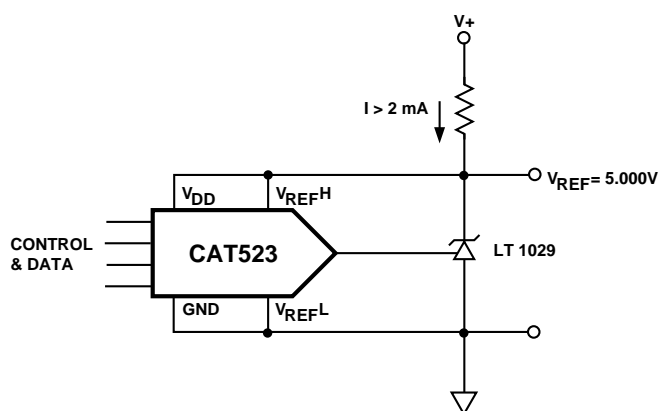 V+
I > 2 mA
VREF = 5.000V
VDD
VREFH
CONTROL
& DATA
CAT523
LT 1029
GND
VREFL